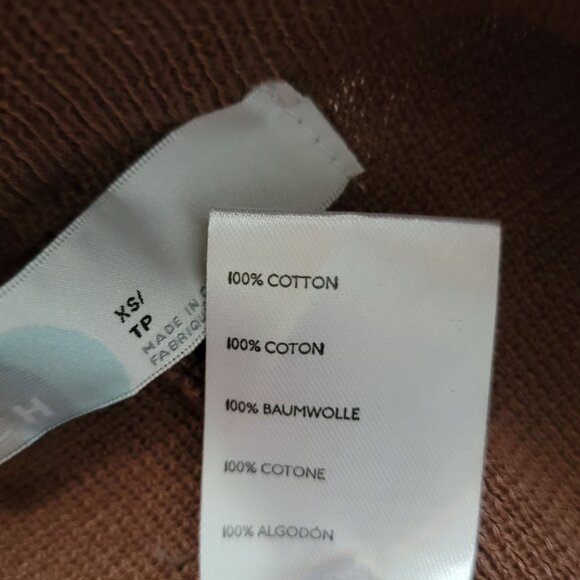 XS/
TP
MADE IN
FABRIQU
100% COTTON
100% COTON
100% BAUMWOLLE
100% COTONE
100% ALGODÓN